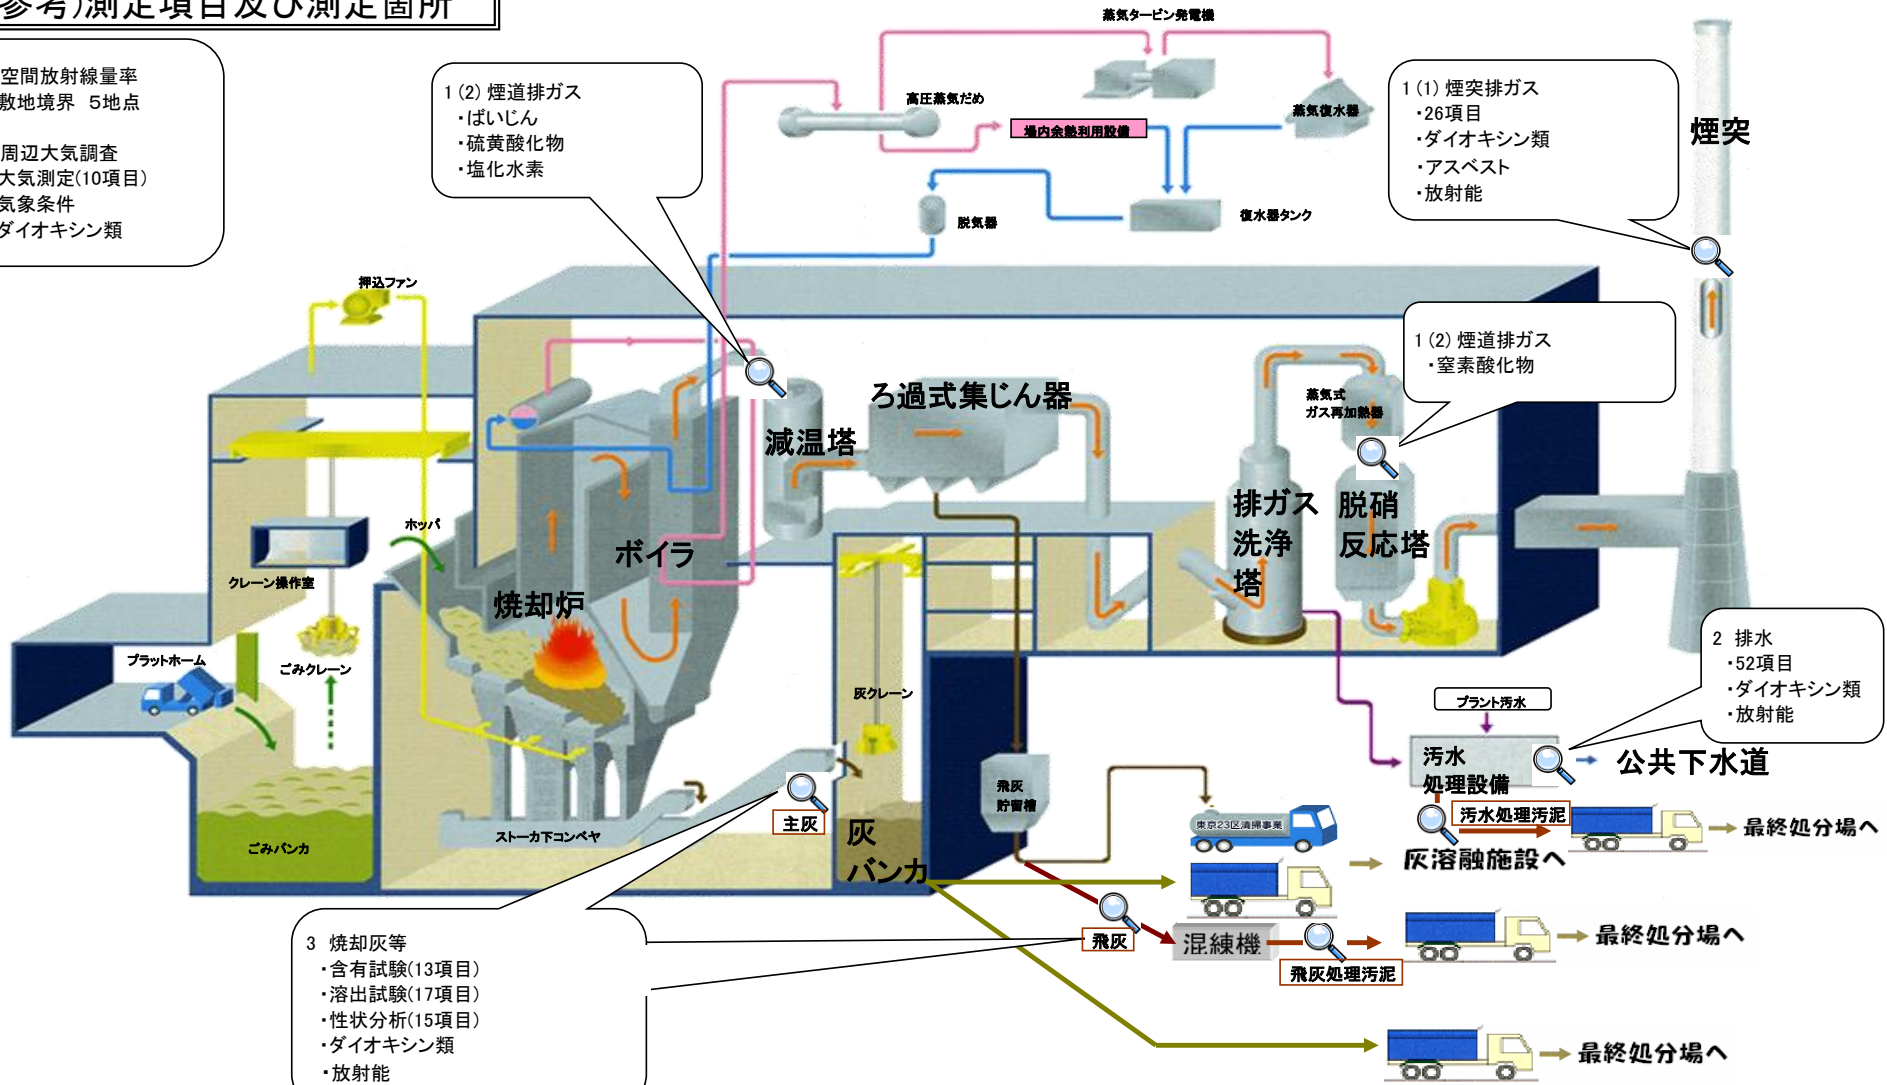 参考)測定項目及び測定箇所
空間放射線量率
敷地境界 5地点
周辺大気調査
大気測定(10項目)
気象条件
ダイオキシン類
1 (2) 煙道排ガス
・ばいじん
・硫黄酸化物
・塩化水素
蒸気タービン発電機
高圧蒸気だめ
場内余熱利用設備
蒸気復水器
脱気器
復水器タンク
1 (1) 煙突排ガス
・26項目
・ダイオキシン類
・アスベスト
・放射能
煙突
押込ファン
1 (2) 煙道排ガス
・窒素酸化物
ろ過式集じん器
減温塔
蒸気式
ガス再加熱器
ホッパ
クレーン操作室
ボイラ
焼却炉
排ガス
洗浄
塔
脱硝
反応塔
プラットホーム
ごみクレーン
灰クレーン
2 排水
・52項目
・ダイオキシン類
・放射能
プラント汚水
汚水
処理設備
公共下水道
飛灰
貯留槽
主灰
ストーカ下コンベヤ
ごみバンカ
灰
バンカ
東京23区清掃事業
汚水処理汚泥
最終処分場へ
灰溶融施設へ
飛灰
混練機
飛灰処理汚泥
最終処分場へ
3 焼却灰等
・含有試験(13項目)
・溶出試験(17項目)
・性状分析(15項目)
・ダイオキシン類
・放射能
最終処分場へ